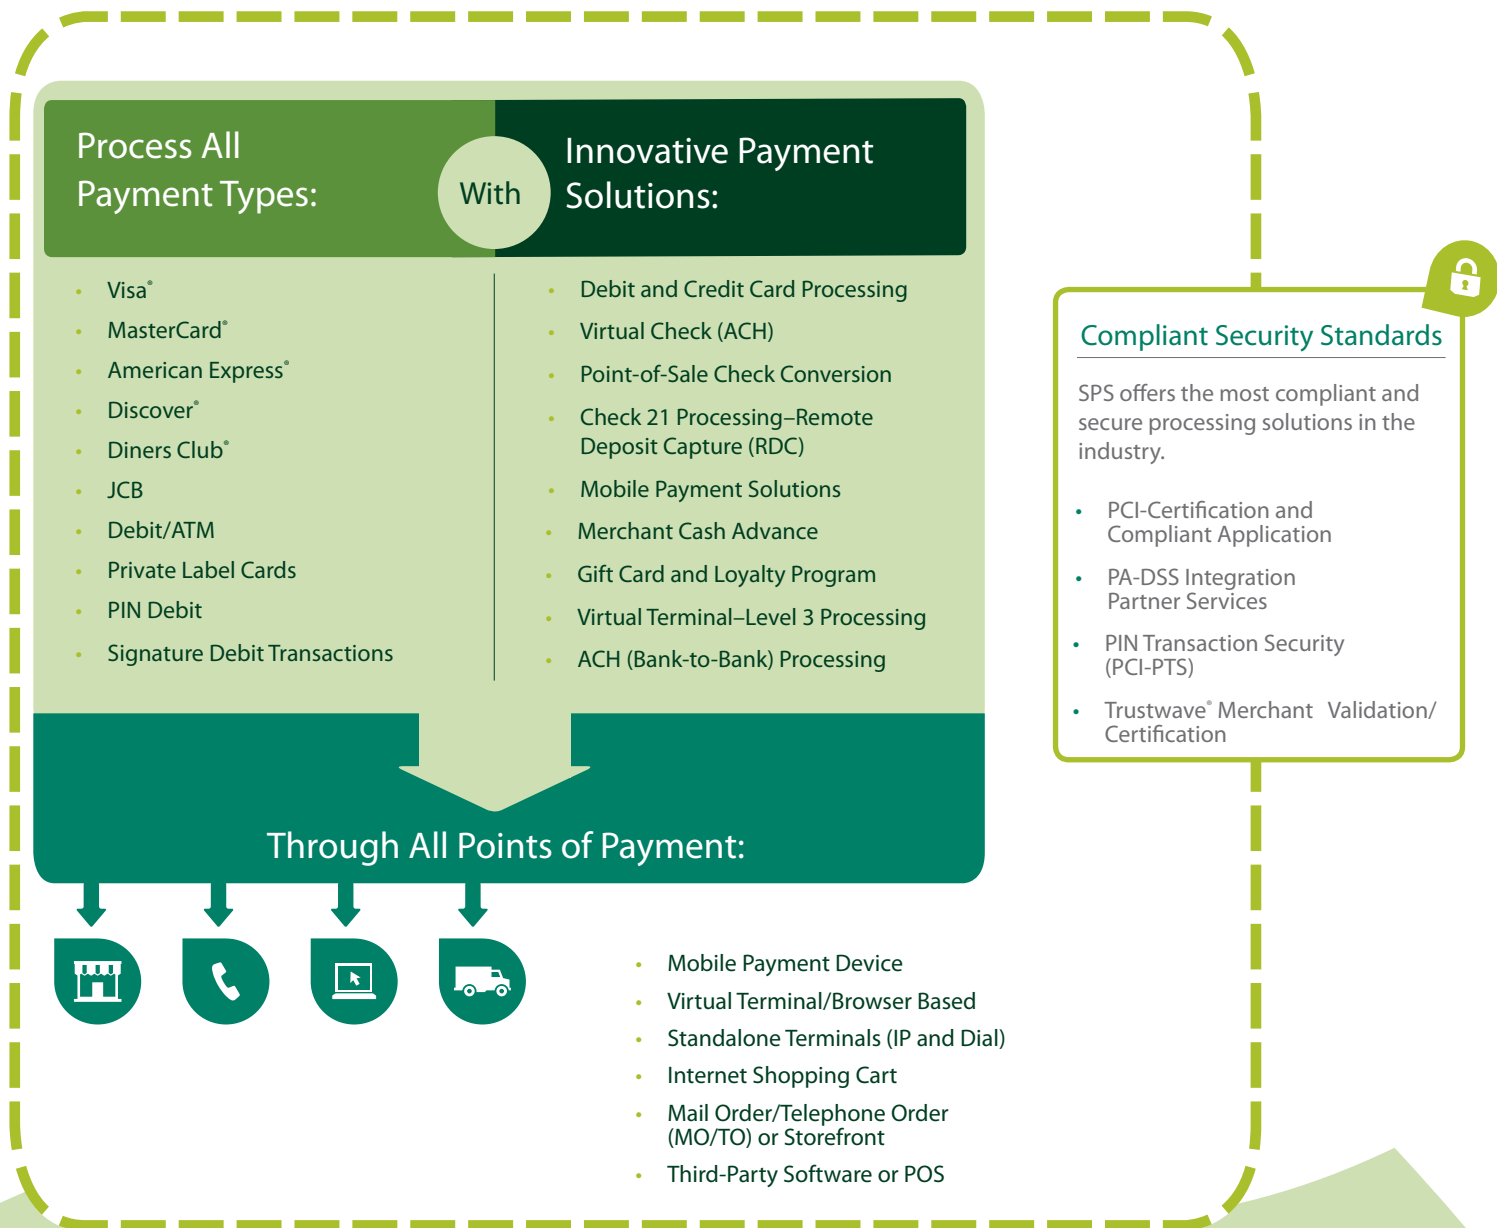 Process All
Payment Types:
With
Innovative Payment
Solutions:
• Visa®
• MasterCard®
• American Express®
• Discover®
• Diners Club®
• JCB
• Debit/ATM
• Private Label Cards
• PIN Debit
• Signature Debit Transactions
• Debit and Credit Card Processing
• Virtual Check (ACH)
• Point-of-Sale Check Conversion
• Check 21 Processing–Remote
Deposit Capture (RDC)
• Mobile Payment Solutions
• Merchant Cash Advance
• Gift Card and Loyalty Program
• Virtual Terminal–Level 3 Processing
• ACH (Bank-to-Bank) Processing
Through All Points of Payment:
• Mobile Payment Device
• Virtual Terminal/Browser Based
• Standalone Terminals (IP and Dial)
• Internet Shopping Cart
• Mail Order/Telephone Order
(MO/TO) or Storefront
• Third-Party Software or POS
Compliant Security Standards
SPS offers the most compliant and
secure processing solutions in the
industry.
• PCI-Certification and
Compliant Application
• PA-DSS Integration
Partner Services
• PIN Transaction Security
(PCI-PTS)
• Trustwave® Merchant Validation/
Certification